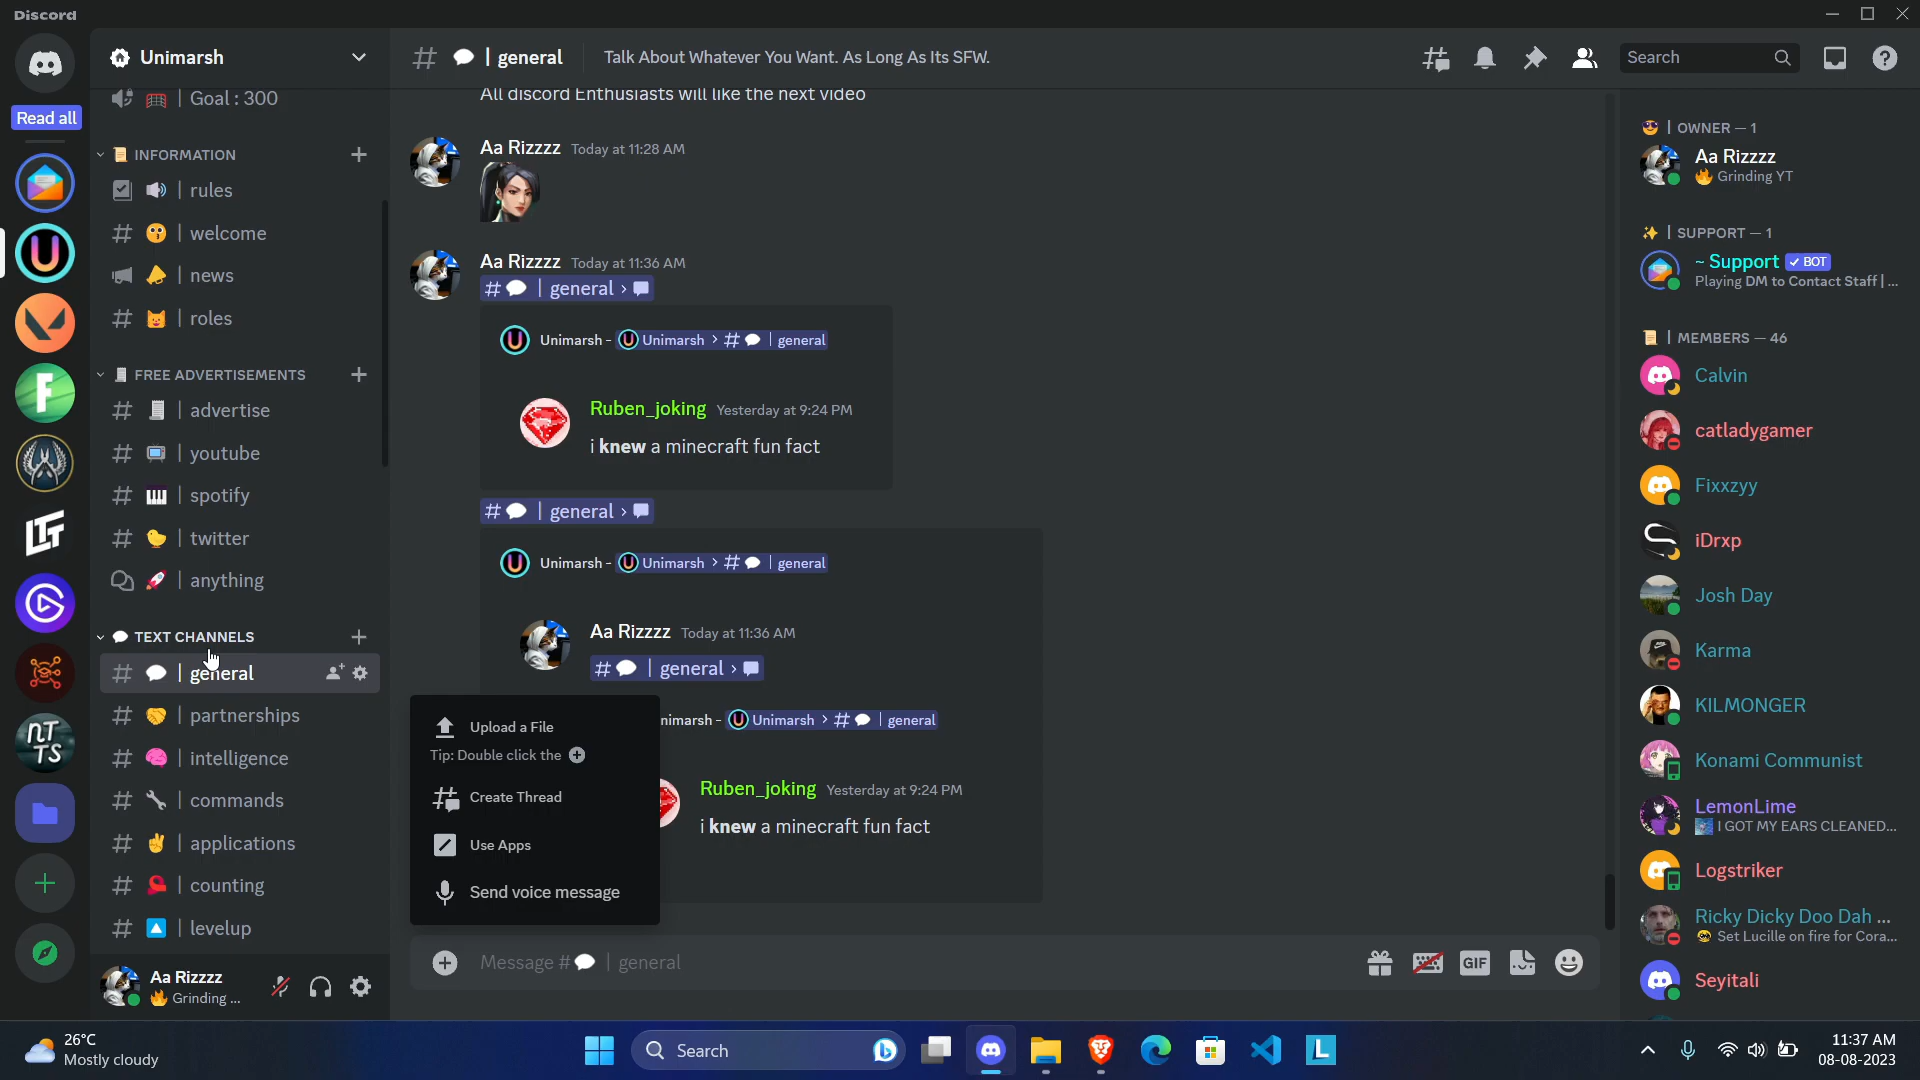 Discord
Read all
Unimarsh
| Goal : 300
INFORMATION
| rules
| welcome
| news
| roles
FREE ADVERTISEMENTS
| advertise
| youtube
| spotify
| twitter
| anything
TEXT CHANNELS
| general
| partnerships
| intelligence
| commands
| applications
| counting
| levelup
Aa Rizzzz
🔥 Grinding ...
# 💬 | general
Talk About Whatever You Want. As Long As Its SFW.
Search
All discord Enthusiasts will like the next video
Aa Rizzzz Today at 11:28 AM
Aa Rizzzz Today at 11:36 AM
# 💬 | general ›
Unimarsh - Unimarsh › # 💬 | general
Ruben_joking Yesterday at 9:24 PM
i knew a minecraft fun fact
# 💬 | general ›
Unimarsh - Unimarsh › # 💬 | general
Aa Rizzzz Today at 11:36 AM
# 💬 | general ›
nimarsh - Unimarsh › # 💬 | general
Ruben_joking Yesterday at 9:24 PM
i knew a minecraft fun fact
Upload a File
Tip: Double click the
Create Thread
Use Apps
Send voice message
Message # 💬 | general
GIF
😎 | OWNER — 1
Aa Rizzzz
🔥 Grinding YT
✨ | SUPPORT — 1
~ Support ✓ BOT
Playing DM to Contact Staff | ...
📜 | MEMBERS — 46
Calvin
catladygamer
Fixxzyy
iDrxp
Josh Day
Karma
KILMONGER
Konami Communist
LemonLime
I GOT MY EARS CLEANED...
Logstriker
Ricky Dicky Doo Dah ...
Set Lucille on fire for Cora...
Seyitali
26°C
Mostly cloudy
Search
11:37 AM
08-08-2023